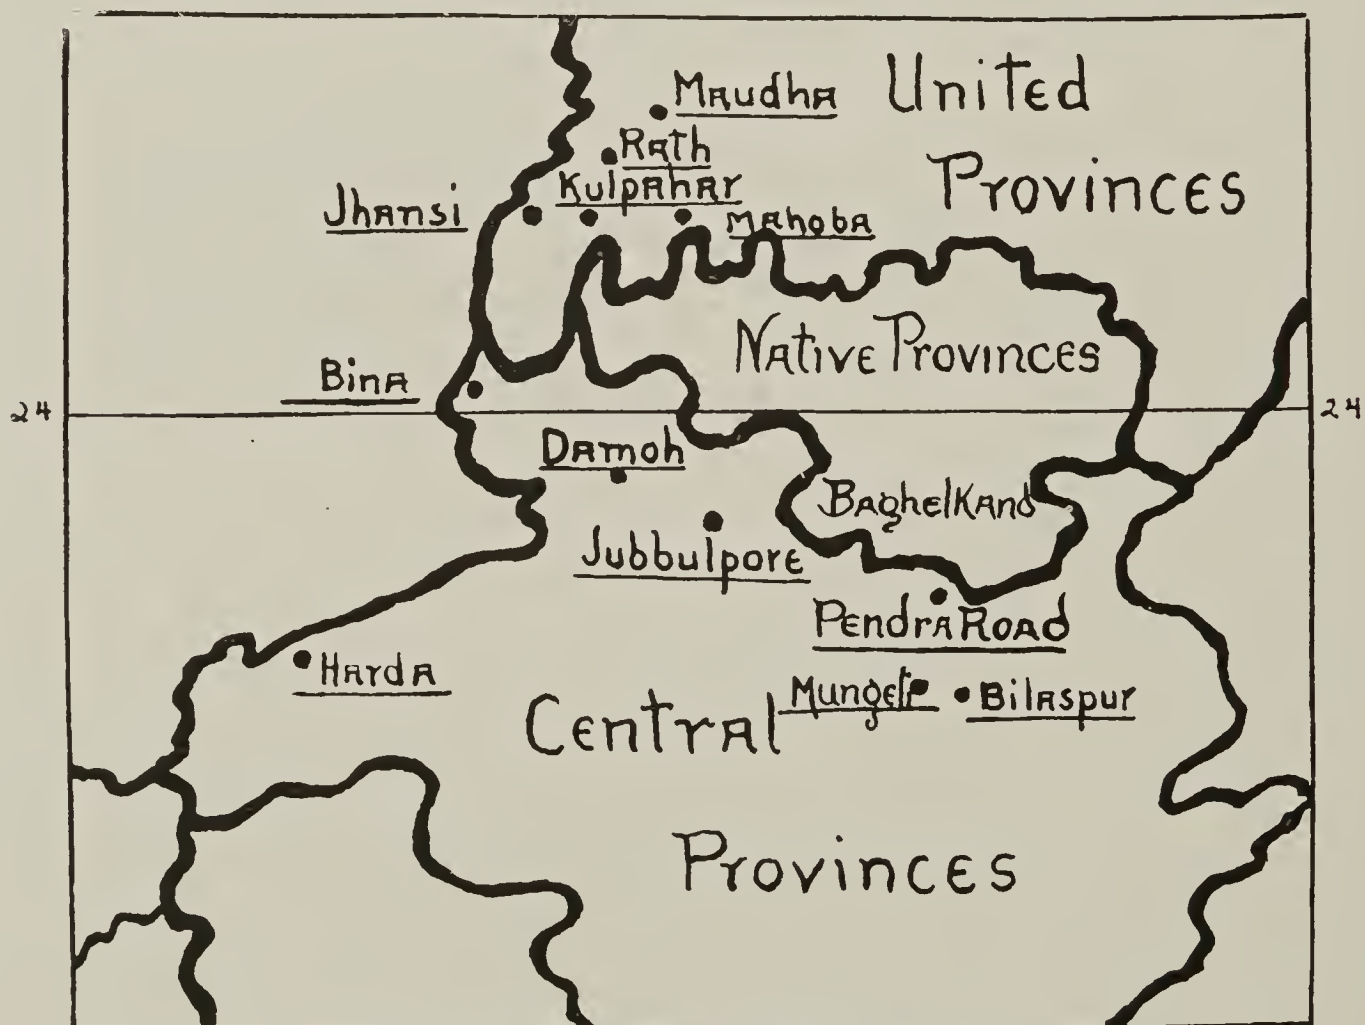 Maudha
United
Rath
Provinces
Kulpahar
Jhansi
Mahoba
Native Provinces
Bina
24
24
Damoh
Baghelkand
Jubbulpore
Pendra Road
Harda
Mungeli
Bilaspur
Central
Provinces